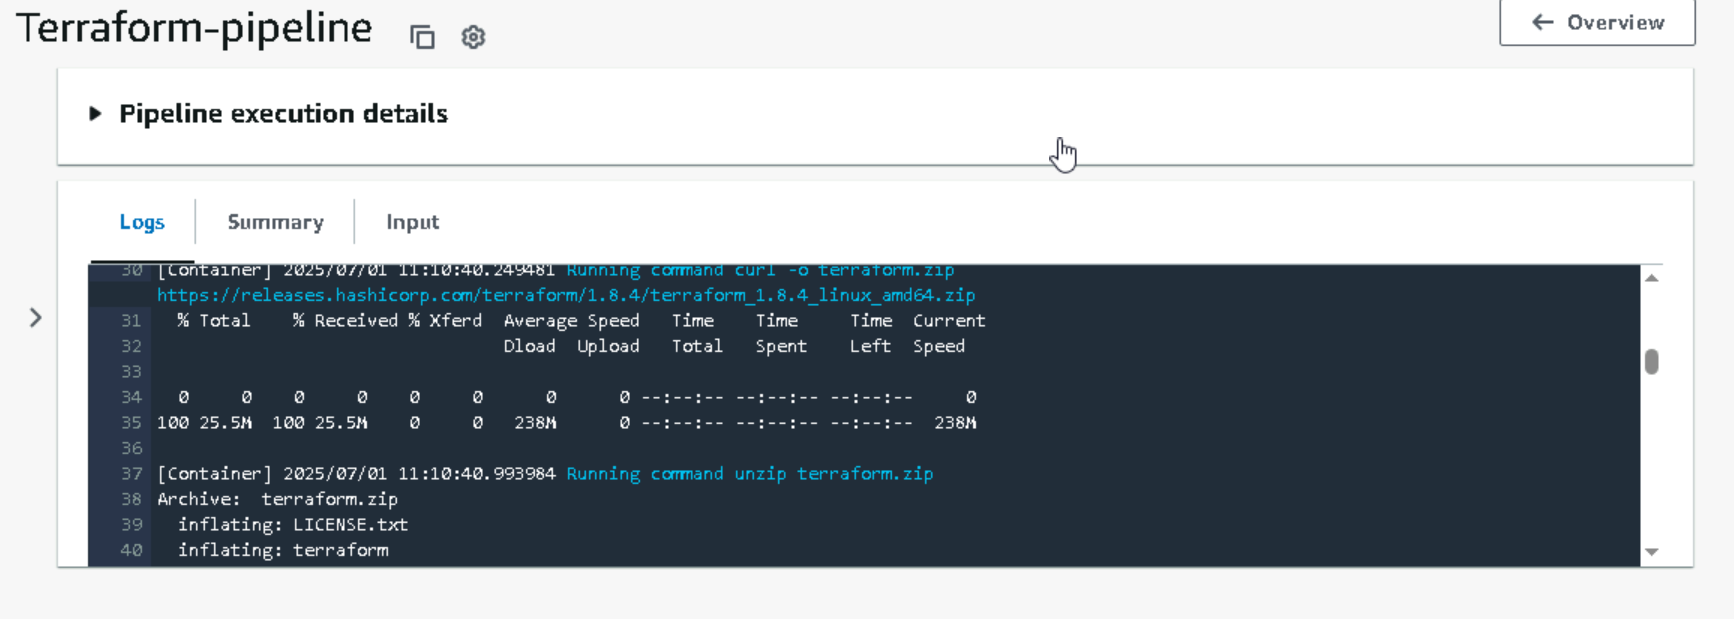 Terraform-pipeline
← Overview
Pipeline execution details
Logs Summary Input
30 [Container] 2025/07/01 11:10:40.249481 Running command curl -o terraform.zip
https://releases.hashicorp.com/terraform/1.8.4/terraform_1.8.4_linux_amd64.zip
31 % Total % Received % Xferd Average Speed Time Time Time Current
32 Dload Upload Total Spent Left Speed
33
34 0 0 0 0 0 0 0 0 --:--:-- --:--:-- --:--:-- 0
35 100 25.5M 100 25.5M 0 0 238M 0 --:--:-- --:--:-- --:--:-- 238M
36
37 [Container] 2025/07/01 11:10:40.993984 Running command unzip terraform.zip
38 Archive: terraform.zip
39 inflating: LICENSE.txt
40 inflating: terraform